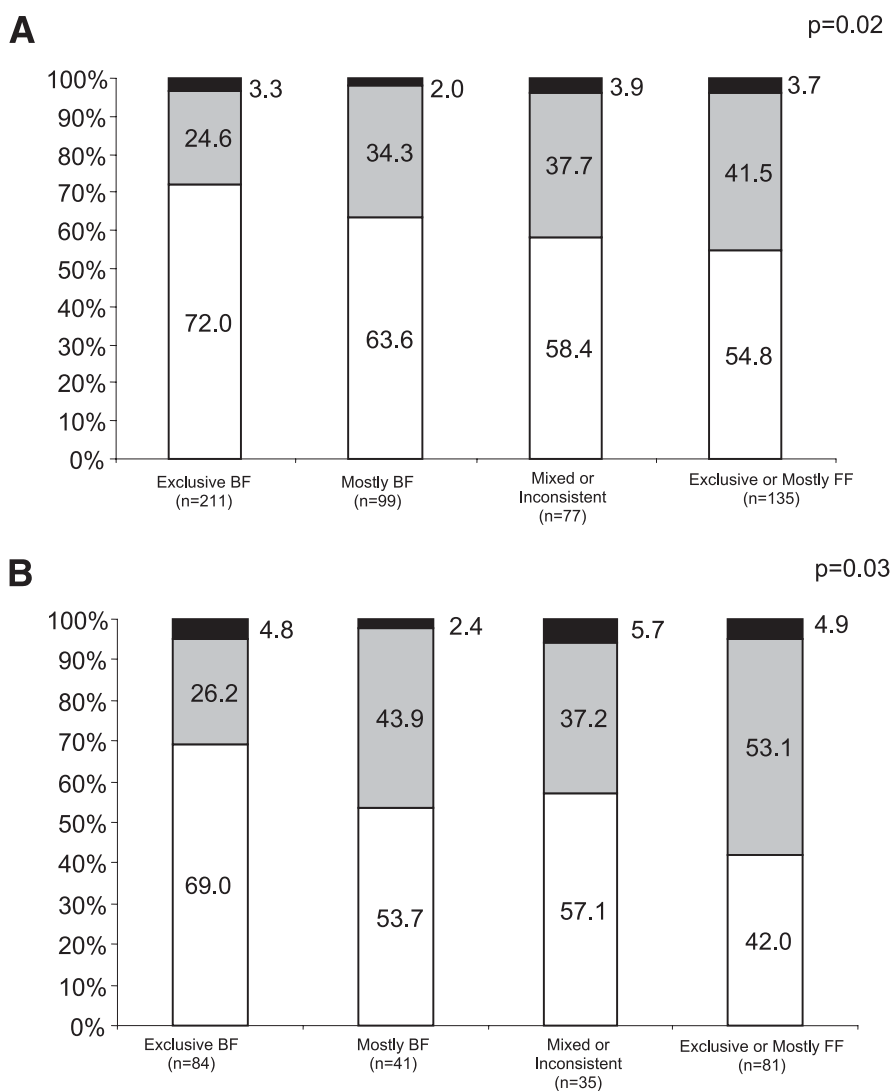 A
p=0.02
100%
90%
80%
70%
60%
50%
40%
30%
20%
10%
0%
3.3
2.0
3.9
3.7
24.6
34.3
37.7
41.5
72.0
63.6
58.4
54.8
Exclusive BF
(n=211)
Mostly BF
(n=99)
Mixed or
Inconsistent
(n=77)
Exclusive or Mostly FF
(n=135)
B
p=0.03
100%
90%
80%
70%
60%
50%
40%
30%
20%
10%
0%
4.8
2.4
5.7
4.9
26.2
43.9
37.2
53.1
69.0
53.7
57.1
42.0
Exclusive BF
(n=84)
Mostly BF
(n=41)
Mixed or
Inconsistent
(n=35)
Exclusive or Mostly FF
(n=81)